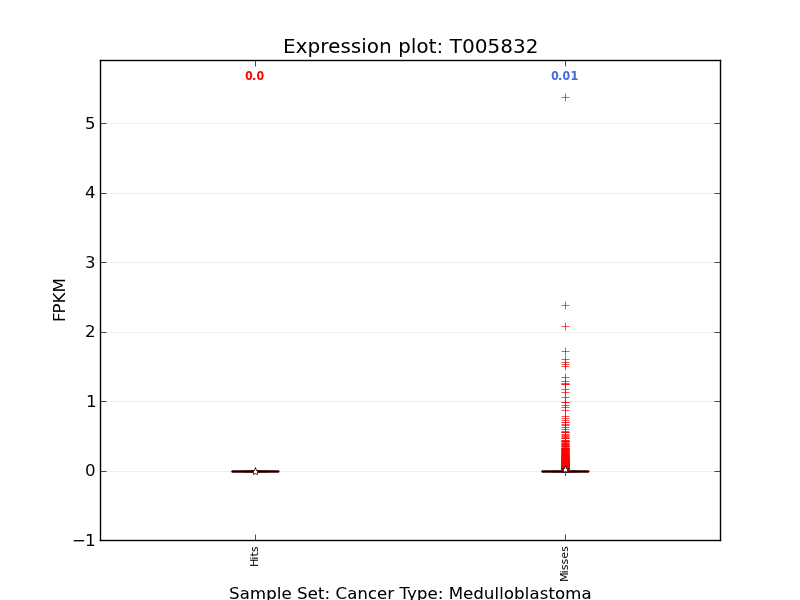 Expression plot: T005832
0.0
0.01
5
4
3
2
1
0
−1
FPKM
Hits
Misses
Sample Set: Cancer Type: Medulloblastoma